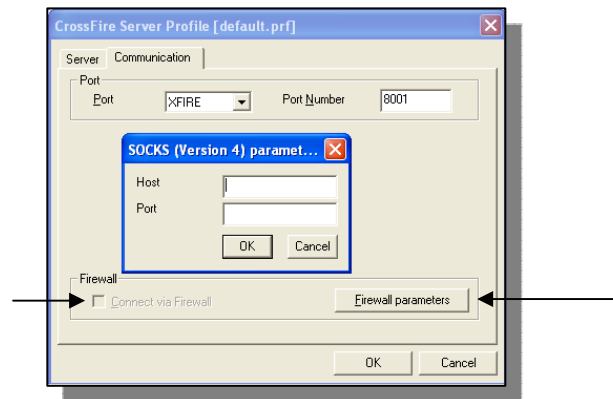 CrossFire Server Profile [default.prf]
Server Communication
Port
Port XFIRE Port Number 8001
SOCKS (Version 4) paramet...
Host
Port
OK Cancel
Firewall
Connect via Firewall Firewall parameters
OK Cancel